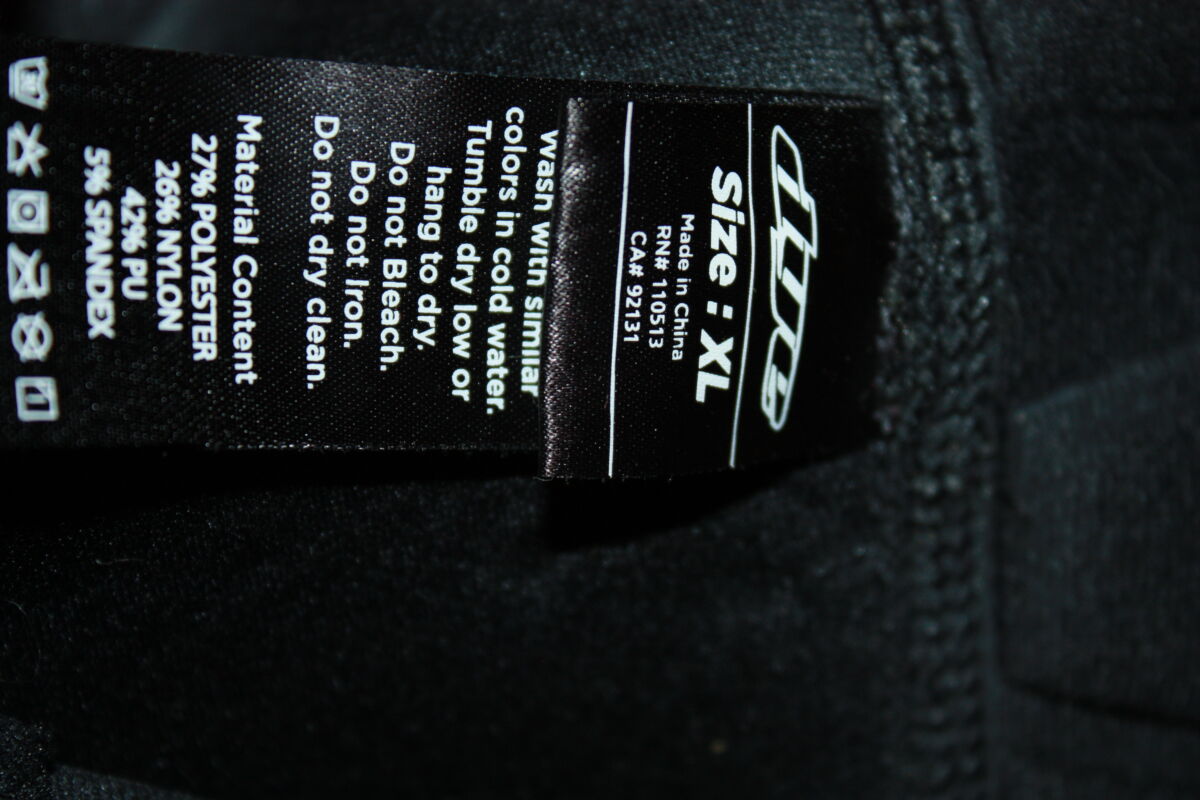 Size : XL
Made in China
RN# 110513
CA# 92131
wash with similar
colors in cold water.
Tumble dry low or
hang to dry.
Do not Bleach.
Do not Iron.
Do not dry clean.
Material Content
27% POLYESTER
26% NYLON
42% PU
5% SPANDEX